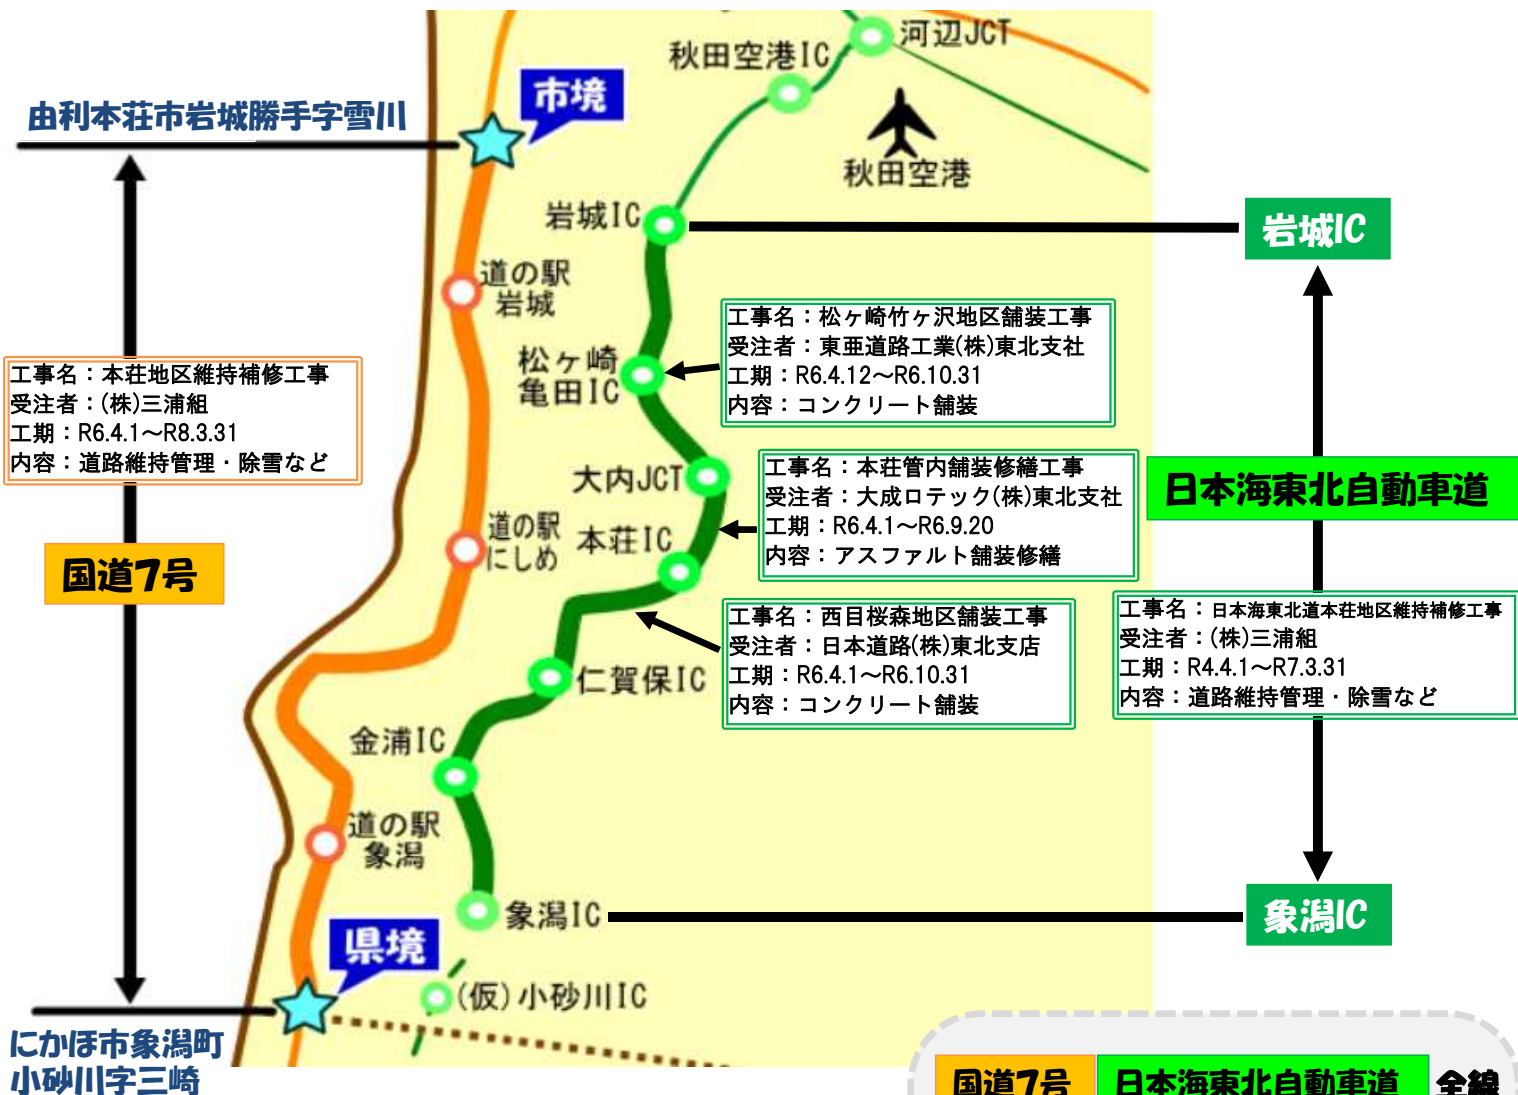 河辺JCT
秋田空港IC
市境
由利本荘市岩城勝手字雪川
秋田空港
岩城IC
岩城IC
道の駅
岩城
工事名：松ヶ崎竹ヶ沢地区舗装工事
受注者：東亜道路工業(株)東北支社
工期：R6.4.12～R6.10.31
内容：コンクリート舗装
松ヶ崎
亀田IC
工事名：本荘地区維持補修工事
受注者：(株)三浦組
工期：R6.4.1～R8.3.31
内容：道路維持管理・除雪など
大内JCT
工事名：本荘管内舗装修繕工事
受注者：大成ロテック(株)東北支社
工期：R6.4.1～R6.9.20
内容：アスファルト舗装修繕
日本海東北自動車道
道の駅
にしめ
本荘IC
国道7号
工事名：西目桜森地区舗装工事
受注者：日本道路(株)東北支店
工期：R6.4.1～R6.10.31
内容：コンクリート舗装
工事名：日本海東北道本荘地区維持補修工事
受注者：(株)三浦組
工期：R4.4.1～R7.3.31
内容：道路維持管理・除雪など
仁賀保IC
金浦IC
道の駅
象潟
象潟IC
象潟IC
県境
(仮)小砂川IC
にかほ市象潟町
小砂川字三崎
国道7号 日本海東北自動車道 全線